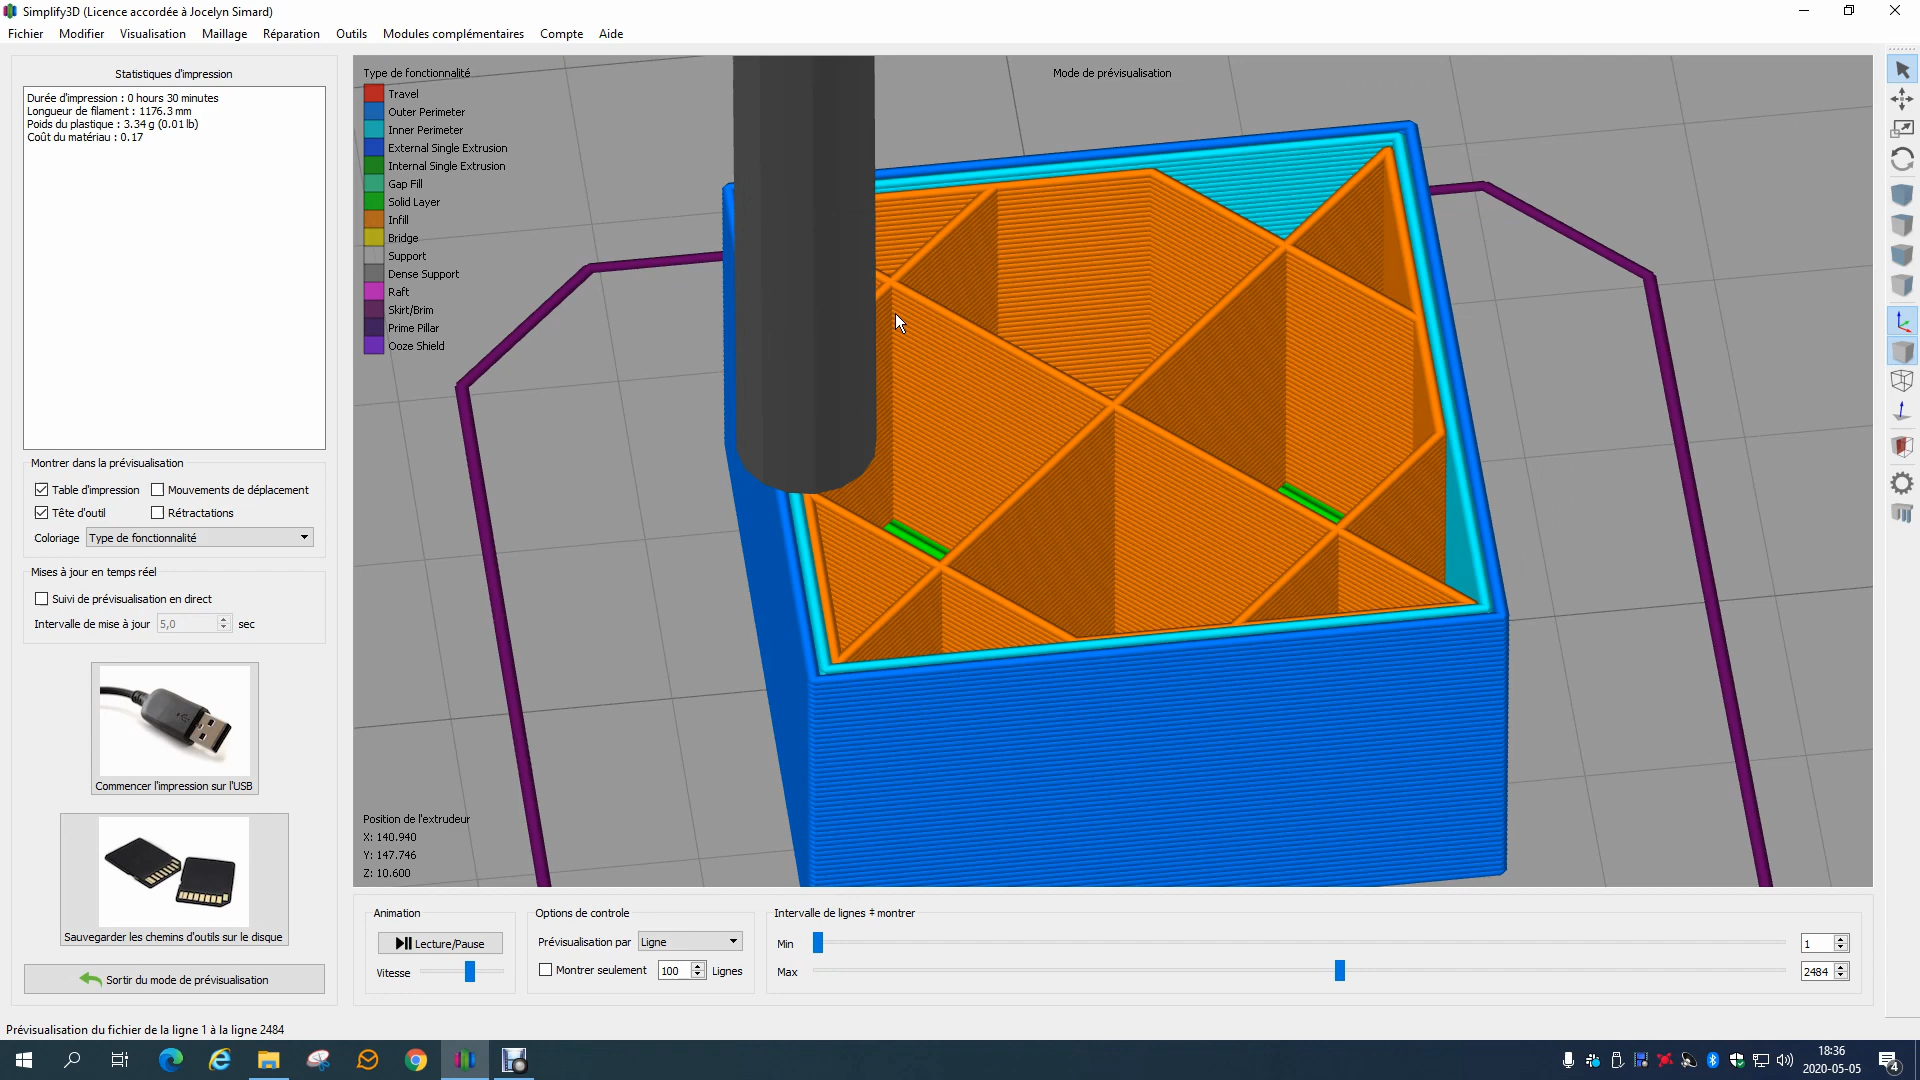 Simplify3D (Licence accordée à Jocelyn Simard)
Fichier Modifier Visualisation Maillage Réparation Outils Modules complémentaires Compte Aide
Statistiques d'impression
Durée d'impression : 0 hours 30 minutes
Longueur de filament : 1176.3 mm
Poids du plastique : 3.34 g (0.01 lb)
Coût du matériau : 0.17
Montrer dans la prévisualisation
Table d'impression Mouvements de déplacement
Tête d'outil Rétractations
Coloriage Type de fonctionnalité
Mises à jour en temps réel
Suivi de prévisualisation en direct
Intervalle de mise à jour 5,0 sec
Commencer l'impression sur l'USB
Sauvegarder les chemins d'outils sur le disque
Sortir du mode de prévisualisation
Type de fonctionnalité
Travel
Outer Perimeter
Inner Perimeter
External Single Extrusion
Internal Single Extrusion
Gap Fill
Solid Layer
Infill
Bridge
Support
Dense Support
Raft
Skirt/Brim
Prime Pillar
Ooze Shield
Mode de prévisualisation
Position de l'extrudeur
X: 140.940
Y: 147.746
Z: 10.600
Animation
Lecture/Pause
Vitesse
Options de controle
Prévisualisation par Ligne
Montrer seulement 100 Lignes
Intervalle de lignes ‡ montrer
Min 1
Max 2484
Prévisualisation du fichier de la ligne 1 à la ligne 2484
18:36
2020-05-05
4